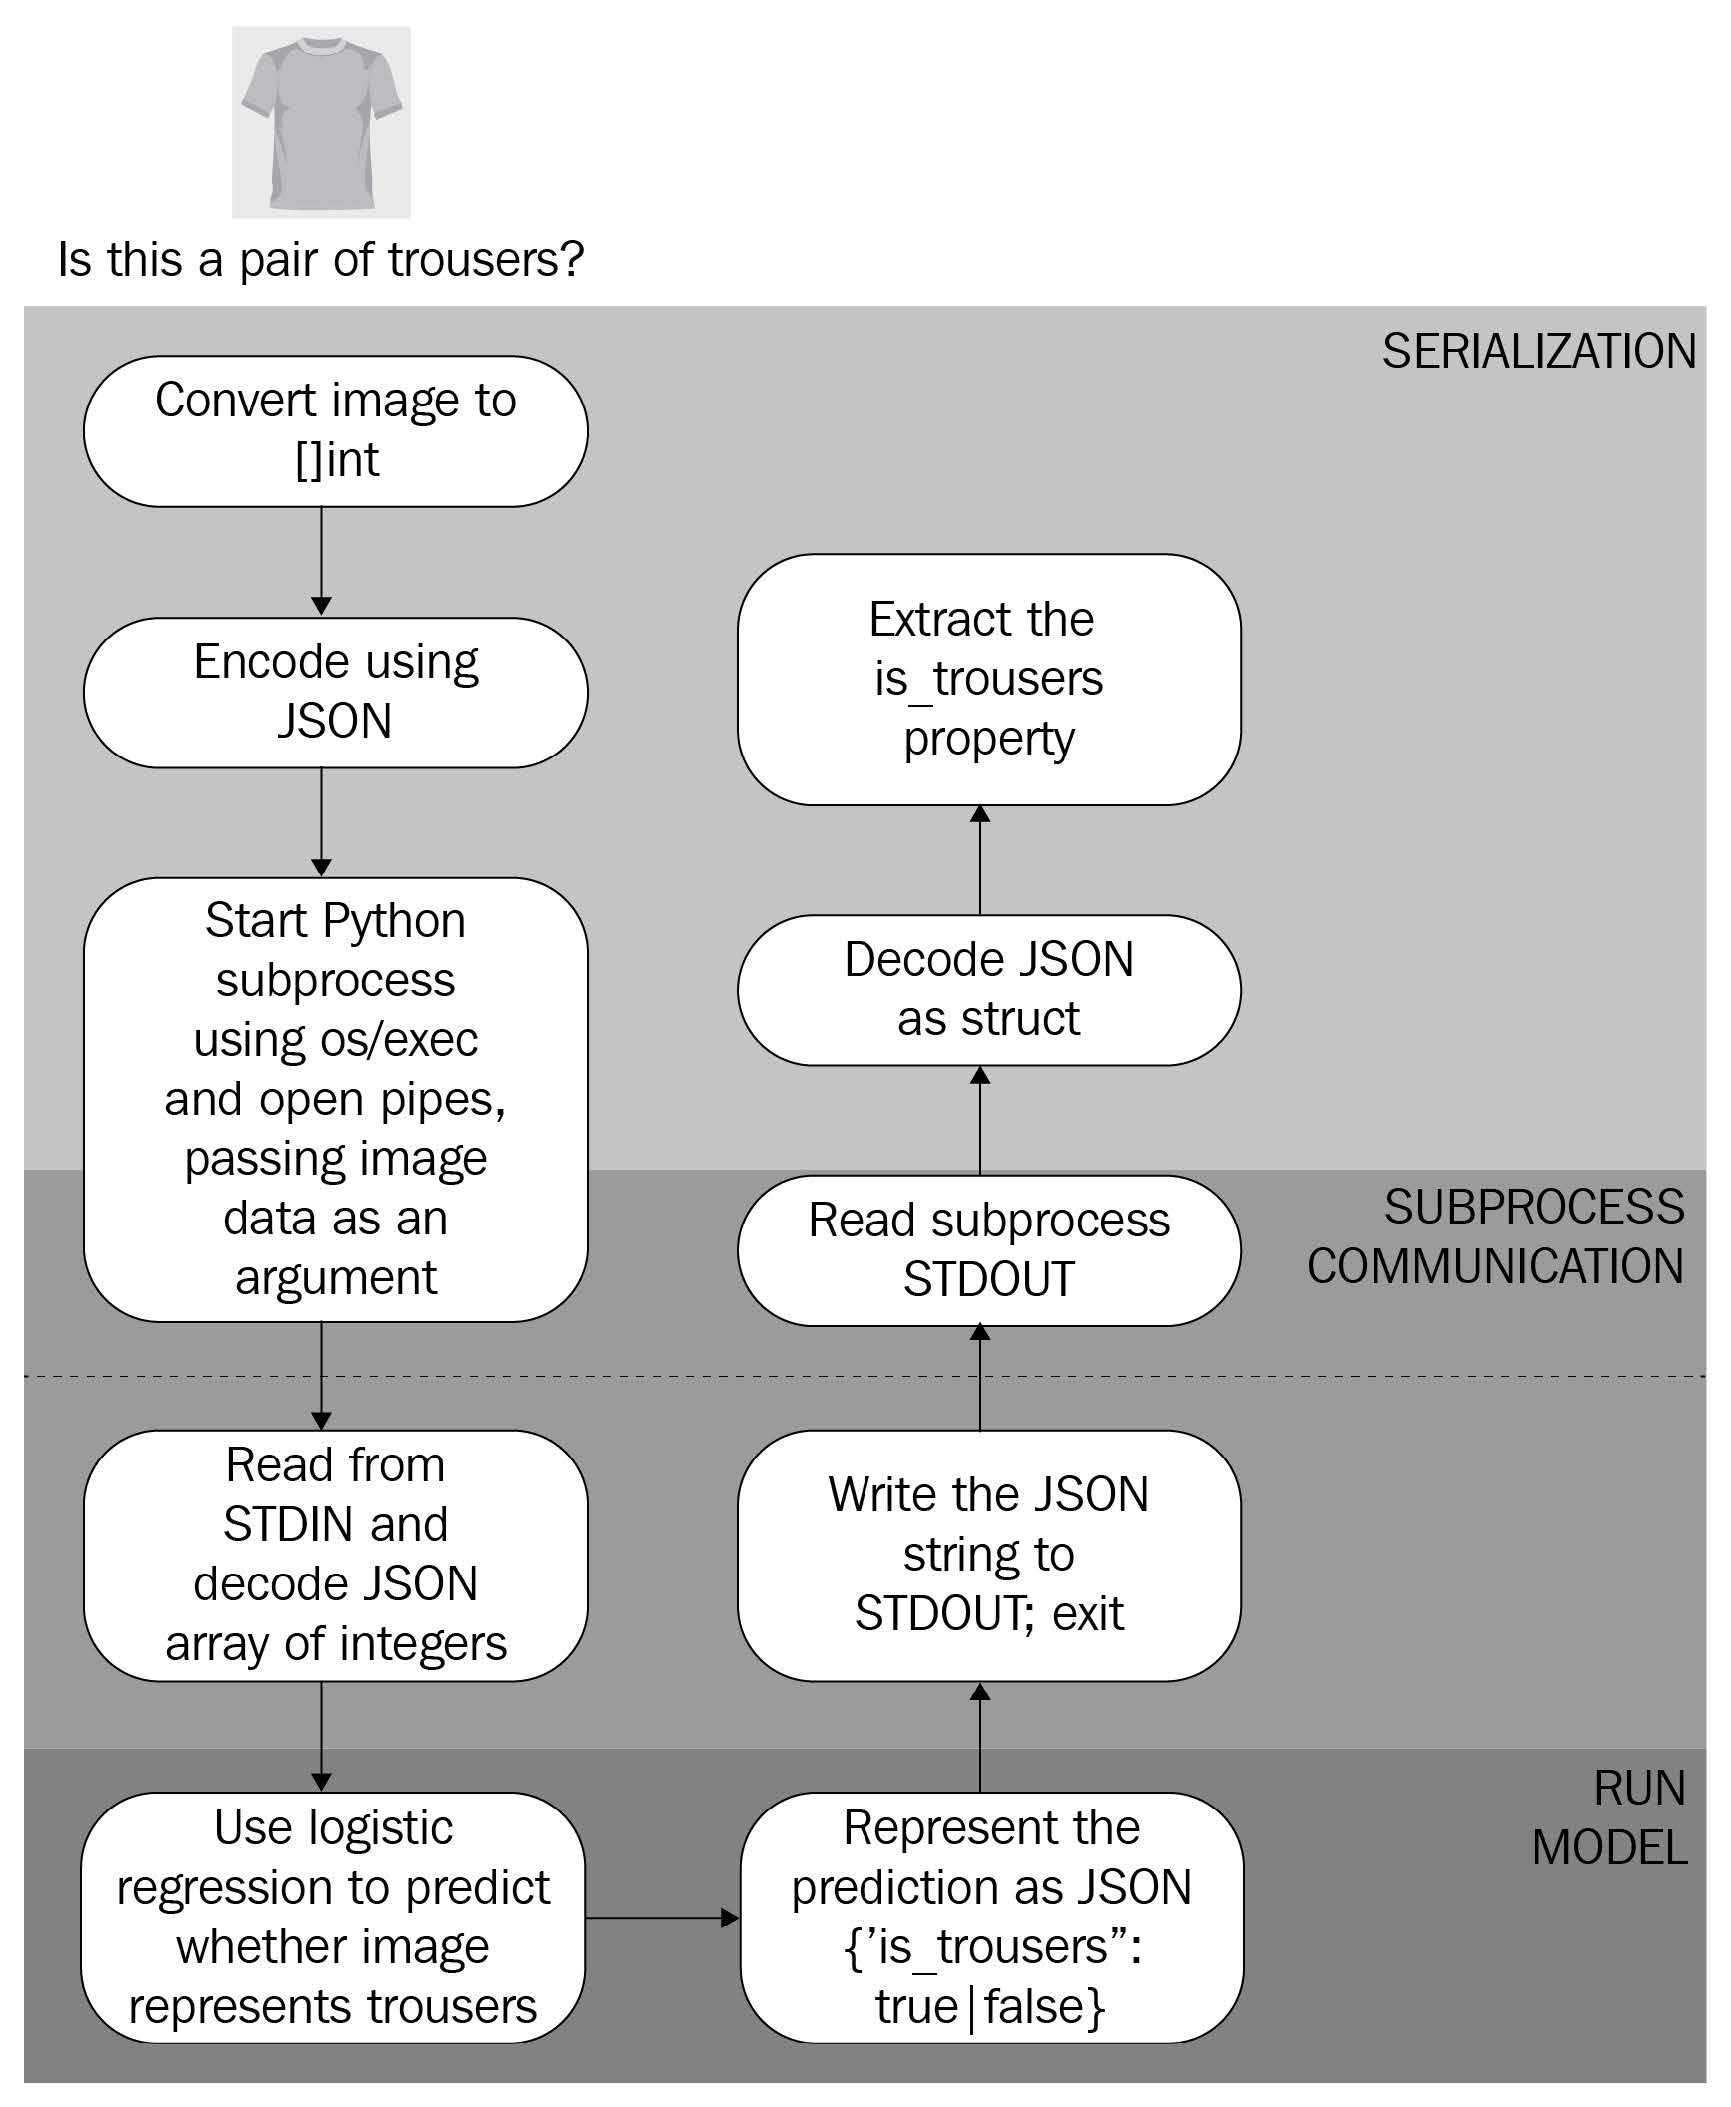 Is this a pair of trousers?
SERIALIZATION
Convert image to
[]int
Encode using
JSON
Start Python
subprocess
using os/exec
and open pipes,
passing image
data as an
argument
Read from
STDIN and
decode JSON
array of integers
Use logistic
regression to predict
whether image
represents trousers
Represent the
prediction as JSON
{’is_trousers”:
true|false}
Write the JSON
string to
STDOUT; exit
Read subprocess
STDOUT
Decode JSON
as struct
Extract the
is_trousers
property
SUBPROCESS
COMMUNICATION
RUN
MODEL